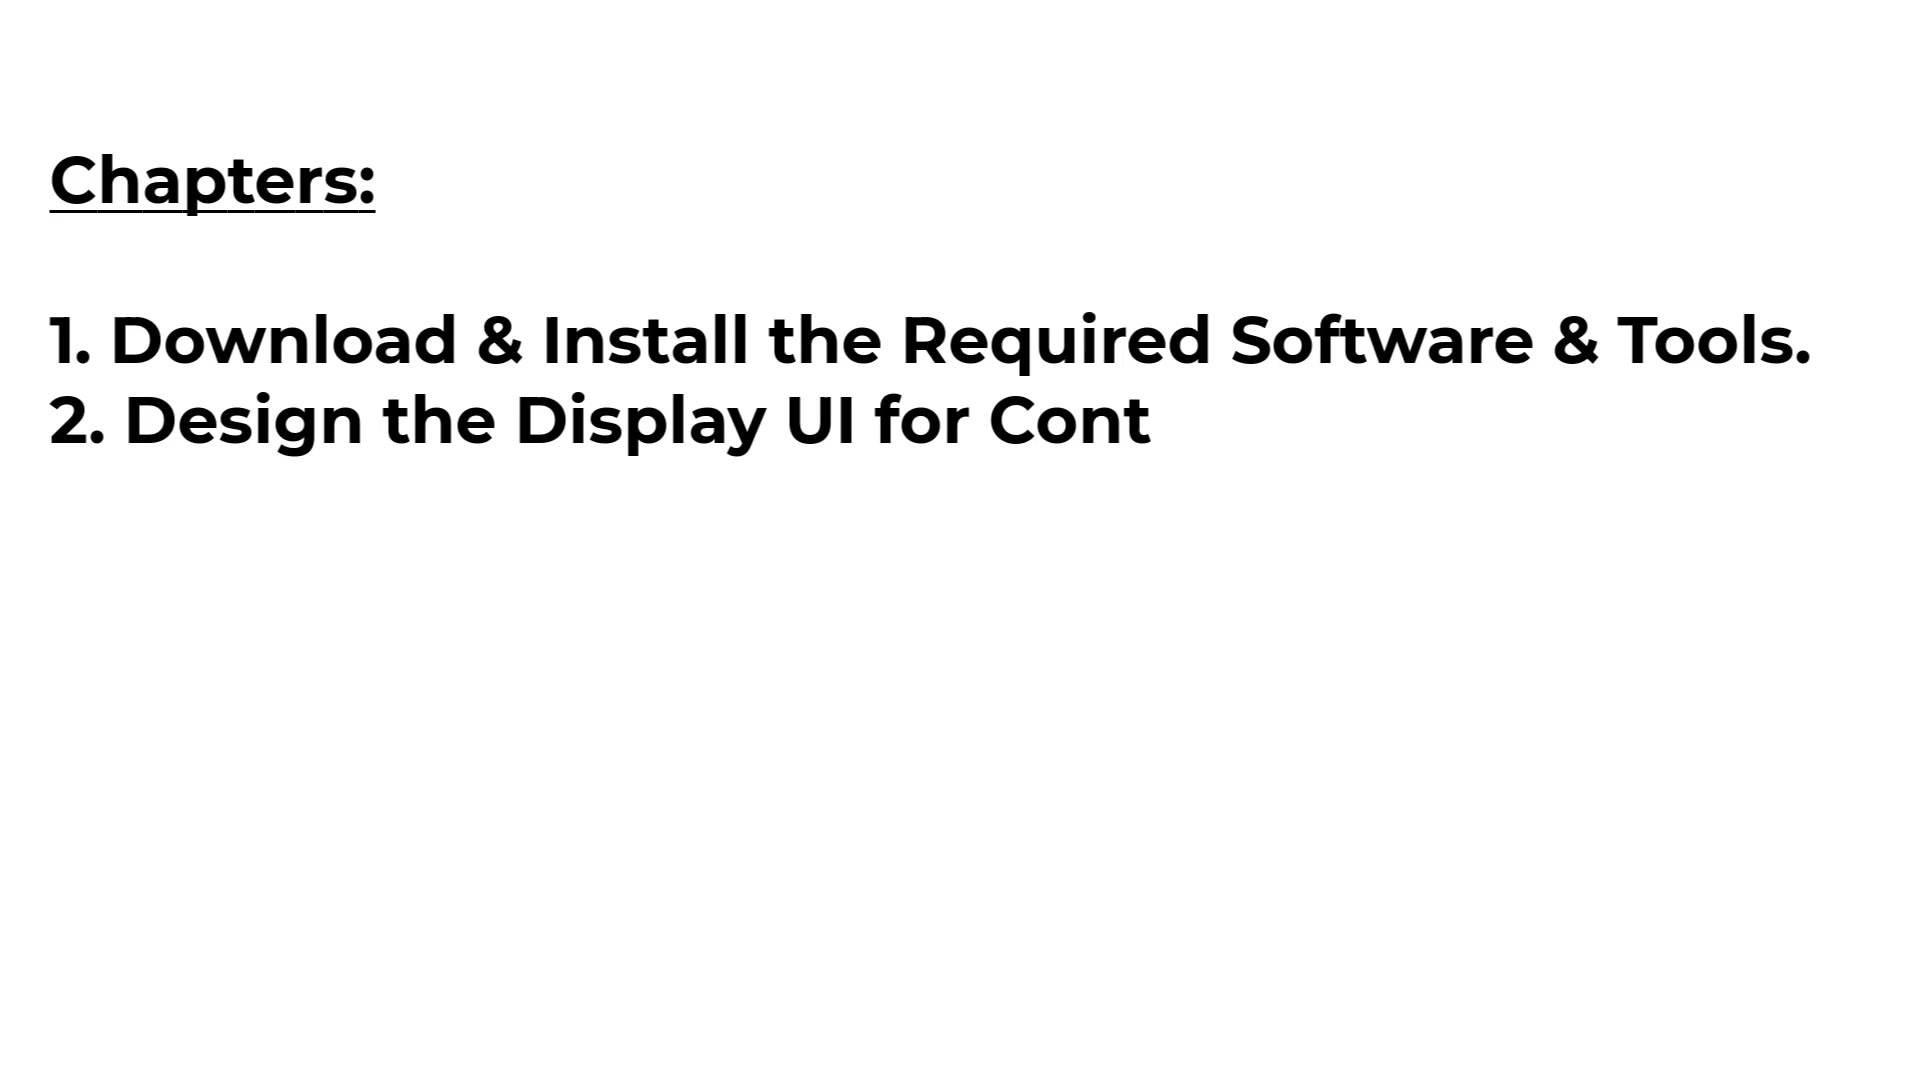 Chapters:
1. Download & Install the Required Software & Tools.
2. Design the Display UI for Cont